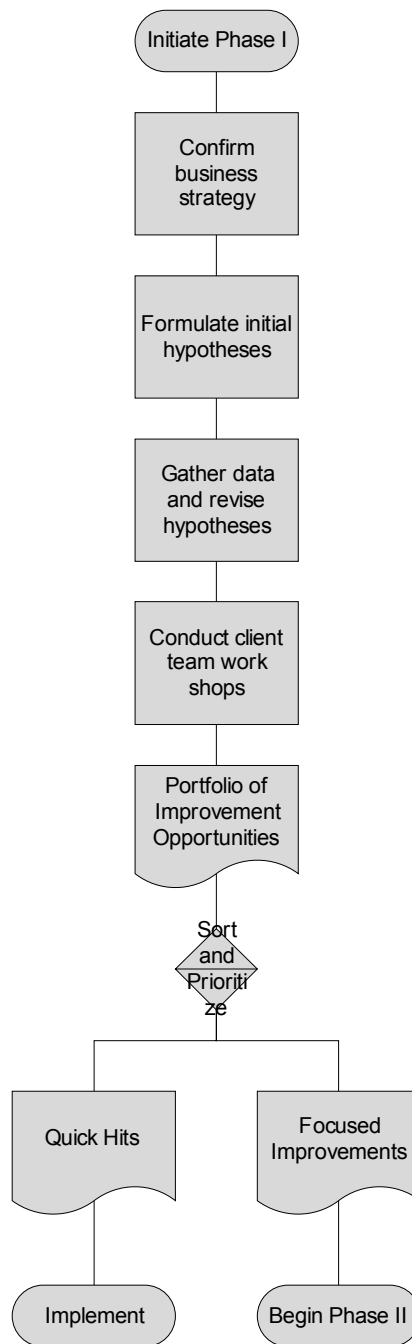 Initiate Phase I
Confirm
business
strategy
Formulate initial
hypotheses
Gather data
and revise
hypotheses
Conduct client
team work
shops
Portfolio of
Improvement
Opportunities
Sort
and
Prioriti
ze
Quick Hits
Focused
Improvements
Implement
Begin Phase II